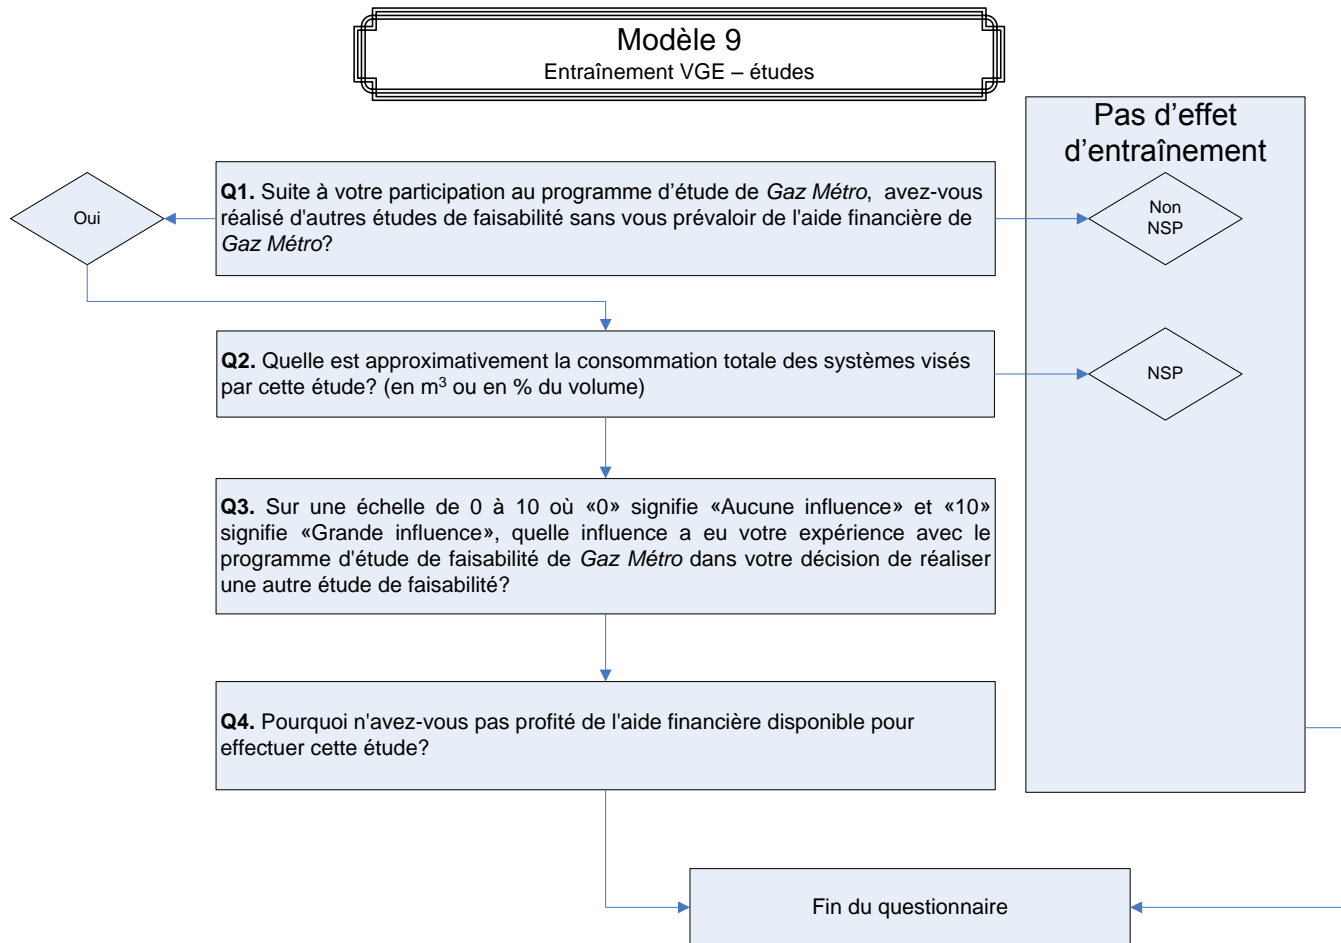 Modèle 9
Entraînement VGE – études
Pas d'effet
d'entraînement
Oui
Q1. Suite à votre participation au programme d'étude de Gaz Métro, avez-vous
réalisé d'autres études de faisabilité sans vous prévaloir de l'aide financière de
Gaz Métro?
Non
NSP
Q2. Quelle est approximativement la consommation totale des systèmes visés
par cette étude? (en m³ ou en % du volume)
NSP
Q3. Sur une échelle de 0 à 10 où «0» signifie «Aucune influence» et «10»
signifie «Grande influence», quelle influence a eu votre expérience avec le
programme d'étude de faisabilité de Gaz Métro dans votre décision de réaliser
une autre étude de faisabilité?
Q4. Pourquoi n'avez-vous pas profité de l'aide financière disponible pour
effectuer cette étude?
Fin du questionnaire